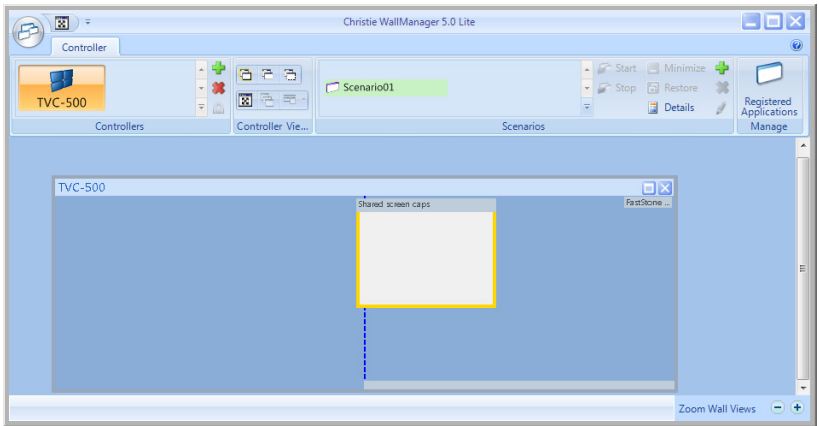 Christie WallManager 5.0 Lite
Controller
TVC-500
Controllers
Controller Vie...
Scenario01
Start
Minimize
Stop
Restore
Details
Scenarios
Registered
Applications
Manage
TVC-500
Shared screen caps
FastStone ...
Zoom Wall Views